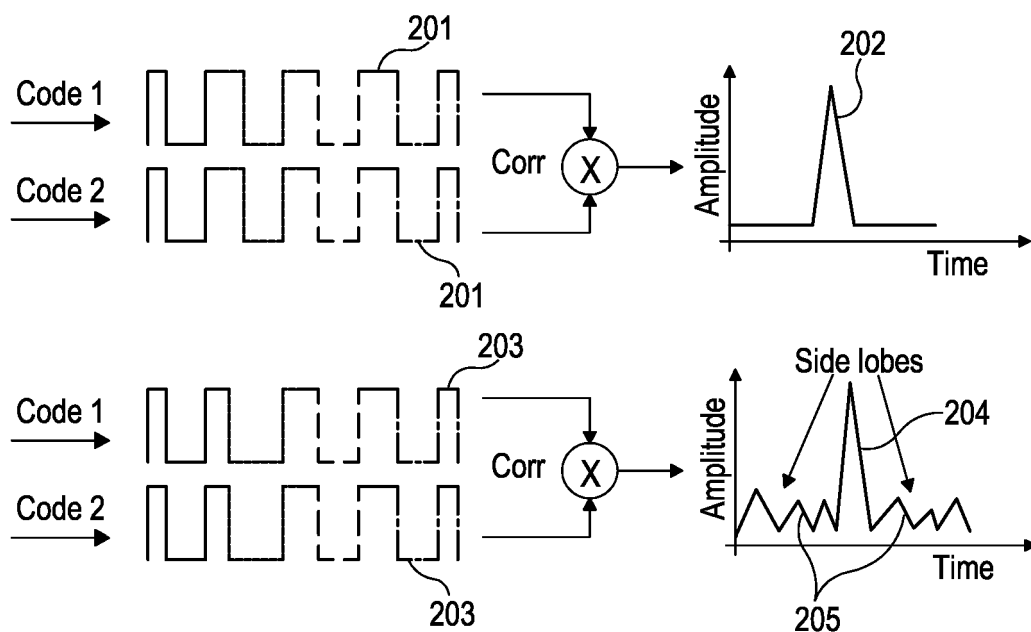 201
Code 1
Code 2
Corr
X
201
Amplitude
202
Time
203
Code 1
Code 2
Corr
X
203
Side lobes
204
Amplitude
Time
205